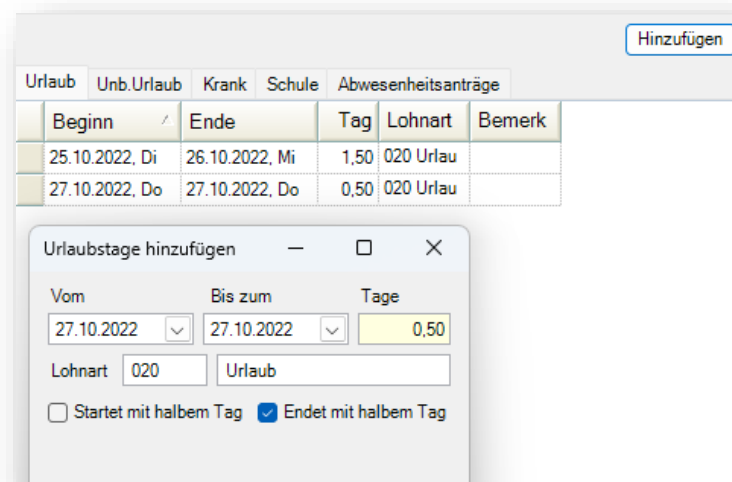 Hinzufügen
Urlaub Unb.Urlaub Krank Schule Abwesenheitsanträge
Beginn Ende Tag Lohnart Bemerk
25.10.2022, Di 26.10.2022, Mi 1,50 020 Urlau
27.10.2022, Do 27.10.2022, Do 0,50 020 Urlau
Urlaubstage hinzufügen
Vom Bis zum Tage
27.10.2022 27.10.2022 0,50
Lohnart 020 Urlaub
Startet mit halbem Tag Endet mit halbem Tag